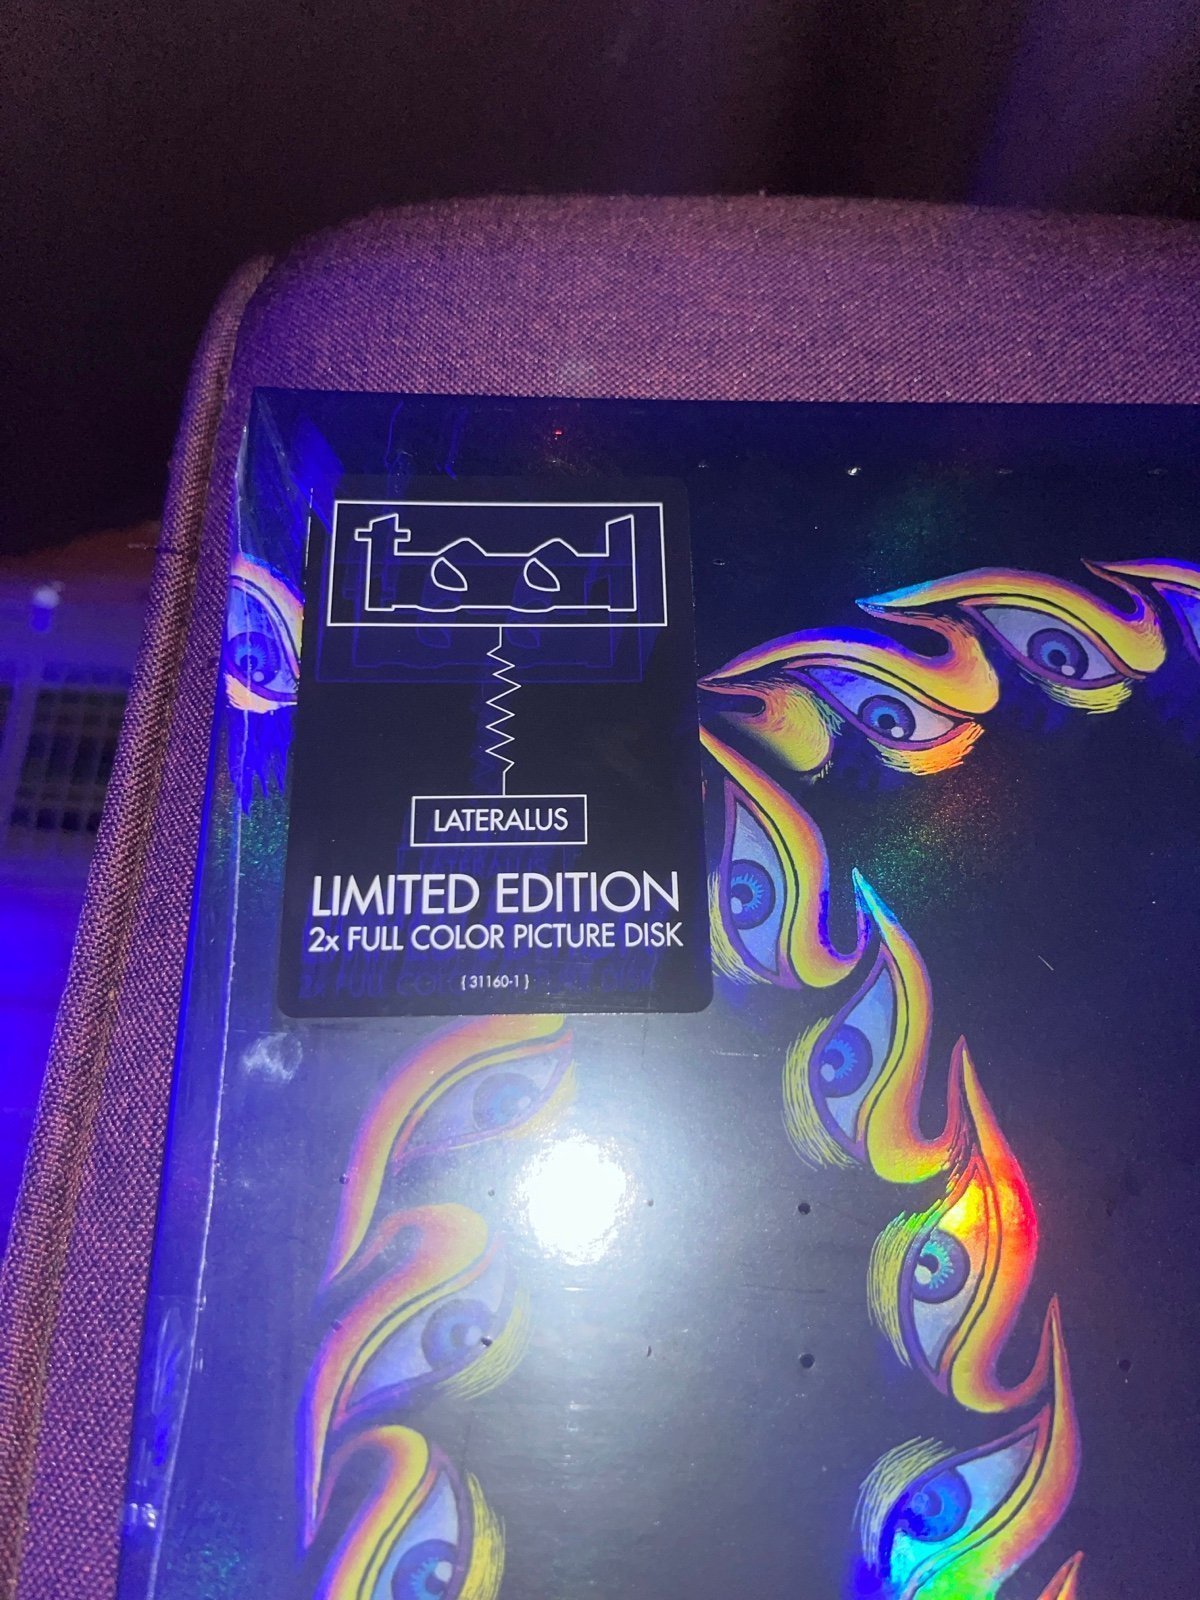 tool
LATERALUS
LIMITED EDITION
2x FULL COLOR PICTURE DISK
{ 31160-1 }